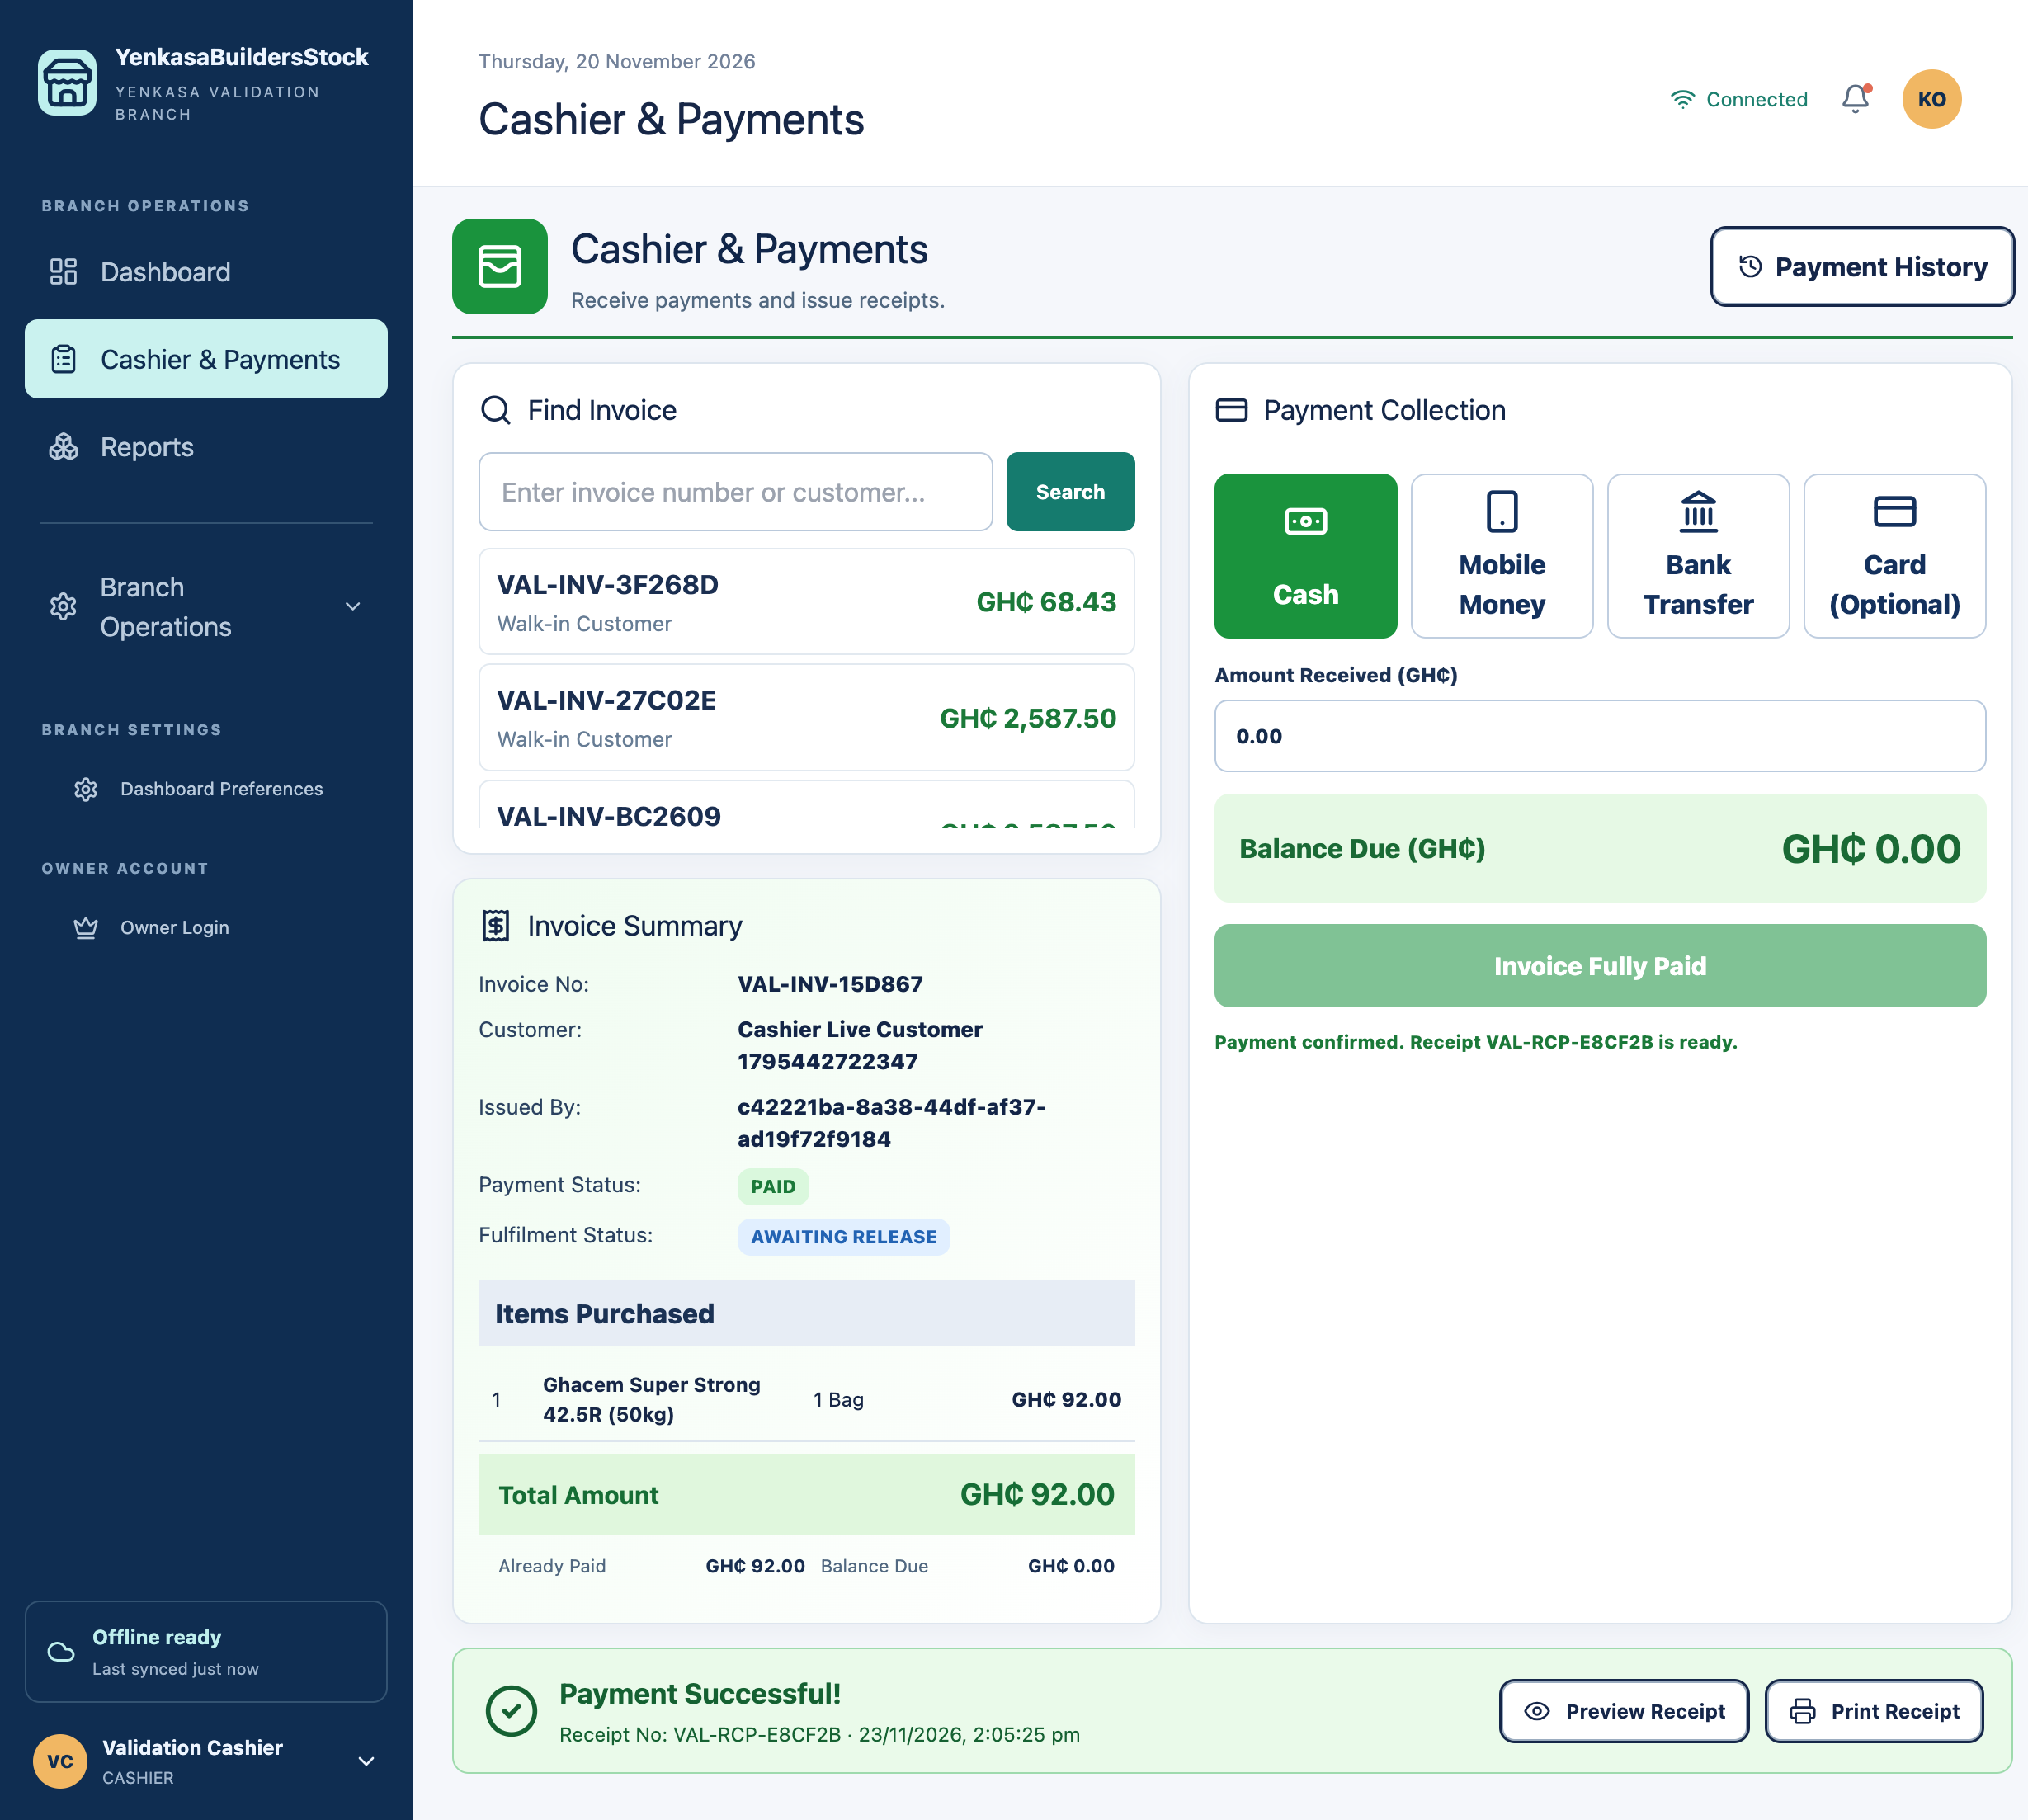 YenkasaBuildersStock
YENKASA VALIDATION
BRANCH
BRANCH OPERATIONS
Dashboard
Cashier & Payments
Reports
Branch
Operations
BRANCH SETTINGS
Dashboard Preferences
OWNER ACCOUNT
Owner Login
Offline ready
Last synced just now
VC
Validation Cashier
CASHIER
Thursday, 20 November 2026
Cashier & Payments
Connected
KO
Cashier & Payments
Receive payments and issue receipts.
Payment History
Find Invoice
Enter invoice number or customer...
Search
VAL-INV-3F268D
Walk-in Customer
GH₵ 68.43
VAL-INV-27C02E
Walk-in Customer
GH₵ 2,587.50
VAL-INV-BC2609
Invoice Summary
Invoice No: VAL-INV-15D867
Customer: Cashier Live Customer
1795442722347
Issued By: c42221ba-8a38-44df-af37-
ad19f72f9184
Payment Status: PAID
Fulfilment Status: AWAITING RELEASE
Items Purchased
1 Ghacem Super Strong
42.5R (50kg) 1 Bag GH₵ 92.00
Total Amount GH₵ 92.00
Already Paid GH₵ 92.00 Balance Due GH₵ 0.00
Payment Collection
Cash
Mobile
Money
Bank
Transfer
Card
(Optional)
Amount Received (GH₵)
0.00
Balance Due (GH₵) GH₵ 0.00
Invoice Fully Paid
Payment confirmed. Receipt VAL-RCP-E8CF2B is ready.
Payment Successful!
Receipt No: VAL-RCP-E8CF2B · 23/11/2026, 2:05:25 pm
Preview Receipt
Print Receipt